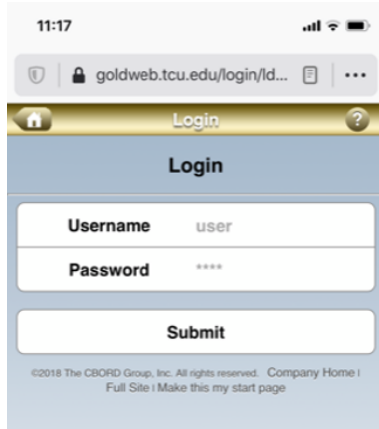 11:17
goldweb.tcu.edu/login/ld...
Login
Login
Username user
Password ****
Submit
©2018 The CBORD Group, Inc. All rights reserved. Company Home |
Full Site | Make this my start page